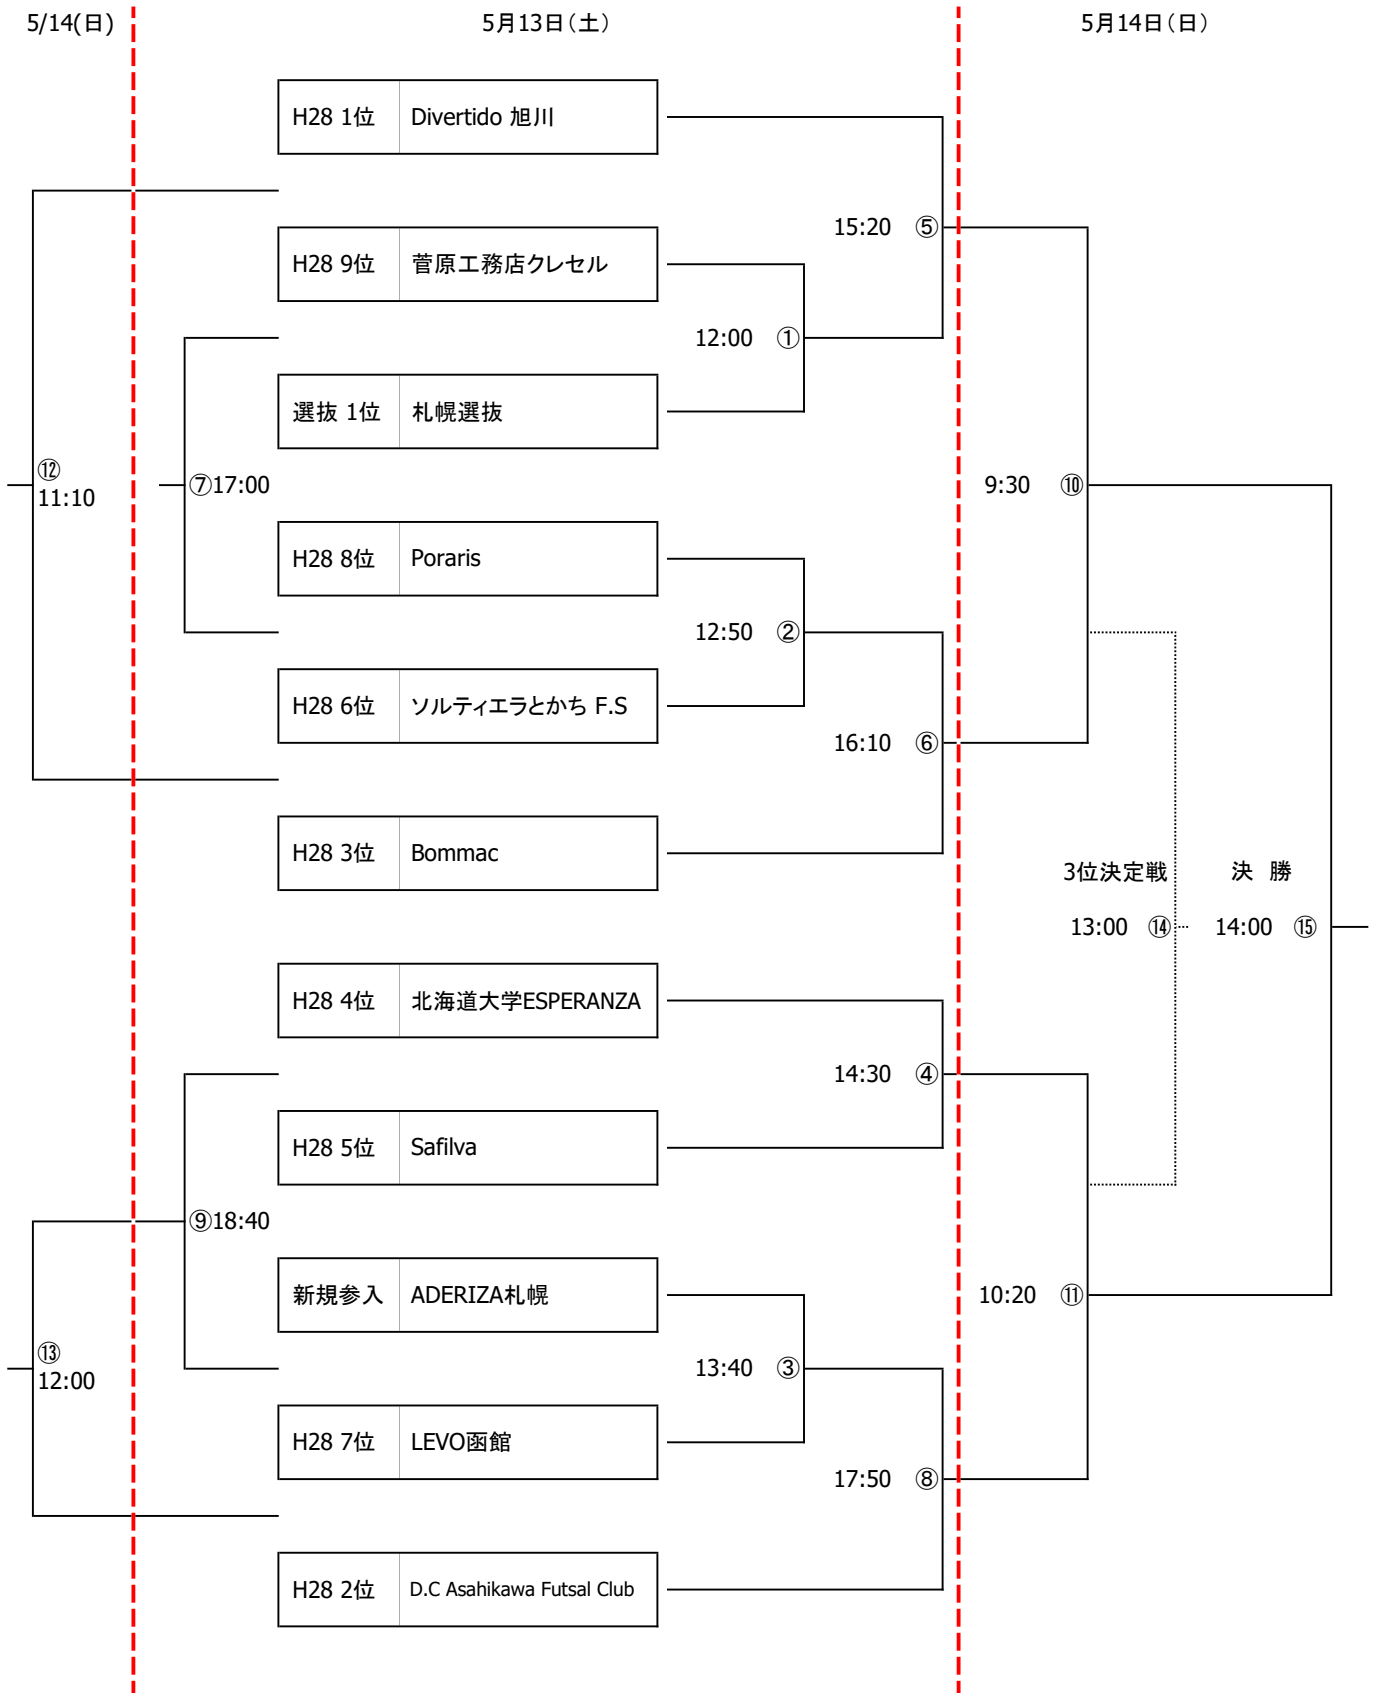 5/14(日) 5月13日(土) 5月14日(日)
H28 1位 Divertido 旭川
15:20 ⑤
H28 9位 菅原工務店クレセル
12:00 ①
選抜 1位 札幌選抜
⑫
11:10
⑦17:00
9:30 ⑩
H28 8位 Poraris
12:50 ②
H28 6位 ソルティエラとかち F.S
16:10 ⑥
H28 3位 Bommac
3位決定戦 決 勝
13:00 ⑭ 14:00 ⑮
H28 4位 北海道大学ESPERANZA
14:30 ④
H28 5位 Safilva
⑨18:40
新規参入 ADERIZA札幌
10:20 ⑪
⑬
12:00
13:40 ③
H28 7位 LEVO函館
17:50 ⑧
H28 2位 D.C Asahikawa Futsal Club